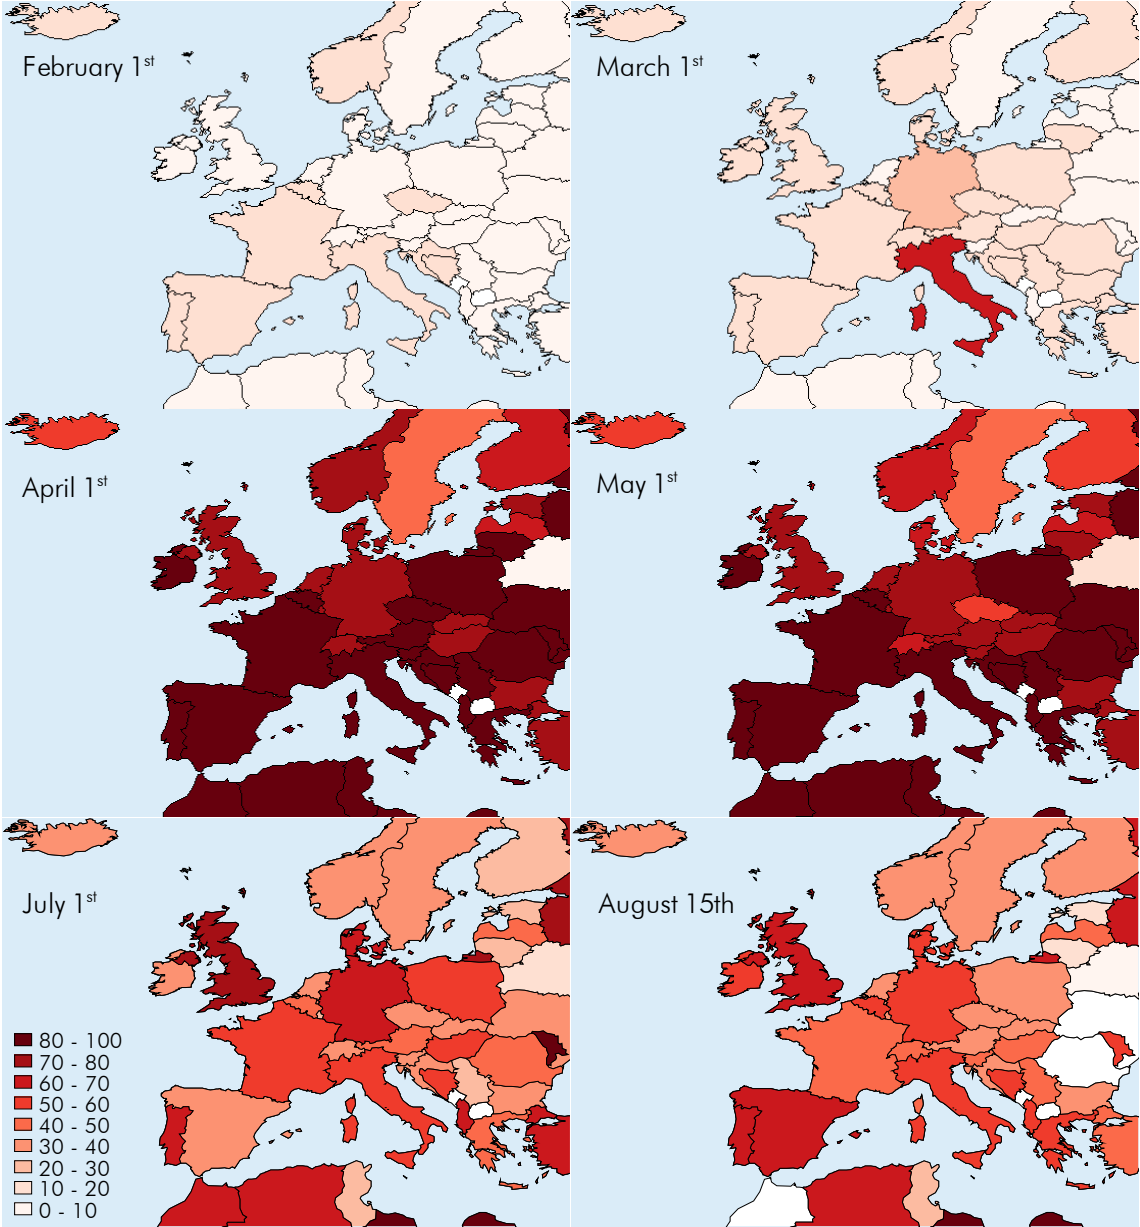 February 1st
March 1st
April 1st
May 1st
July 1st
August 15th
80 - 100
70 - 80
60 - 70
50 - 60
40 - 50
30 - 40
20 - 30
10 - 20
0 - 10